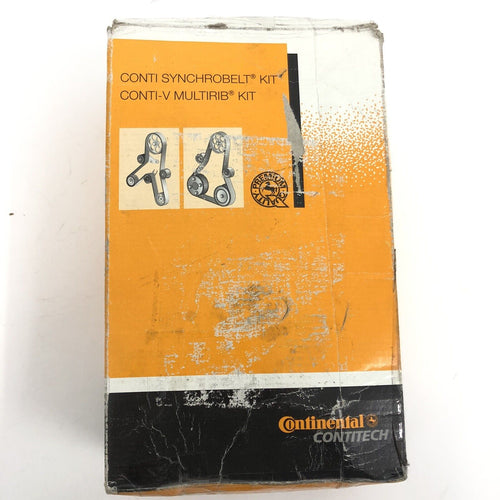 CONTI SYNCHROBELT® KIT
CONTI-V MULTIRIB® KIT
PREMIUM
QUALITY
Continental
CONTITECH